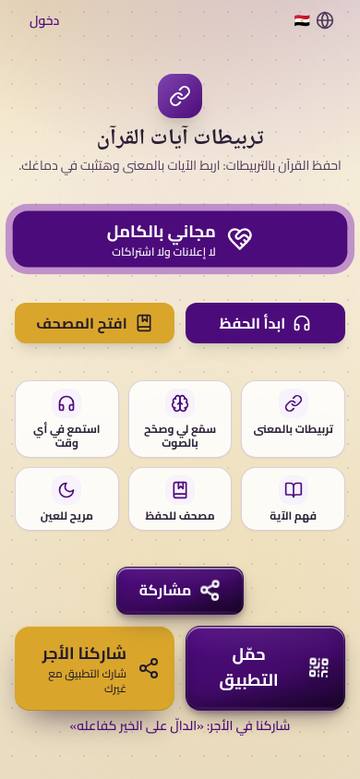 دخول
تربيطات آيات القرآن
احفظ القرآن بالتربيطات: اربط الآيات بالمعنى وهتثبت في دماغك.
مجاني بالكامل
لا إعلانات ولا اشتراكات
ابدأ الحفظ
افتح المصحف
تربيطات بالمعنى
سمّع لي وصحّح
بالصوت
استمع في أي
وقت
فهم الآية
مصحف للحفظ
مريح للعين
مشاركة
حمّل
التطبيق
شاركنا الأجر
شارك التطبيق مع
غيرك
شاركنا في الأجر: «الدالّ على الخير كفاعله»